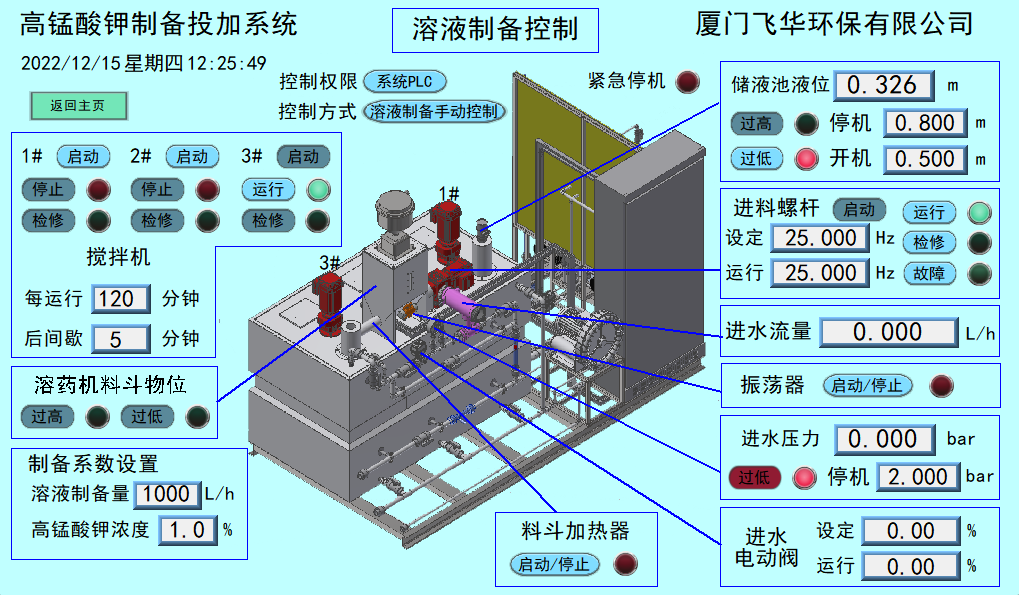 高锰酸钾制备投加系统
溶液制备控制
厦门飞华环保有限公司
2022/12/15 星期四 12:25:49
返回主页
控制权限 系统PLC
控制方式 溶液制备手动控制
紧急停机
1# 启动 2# 启动 3# 启动
停止 停止 运行
检修 检修 检修
搅拌机
每运行 120 分钟
后间歇 5 分钟
溶药机料斗物位
过高 过低
制备系数设置
溶液制备量 1000 L/h
高锰酸钾浓度 1.0 %
1#
3#
储液池液位 0.326 m
过高 停机 0.800 m
过低 开机 0.500 m
进料螺杆 启动 运行
设定 25.000 Hz 检修
运行 25.000 Hz 故障
进水流量 0.000 L/h
振荡器 启动/停止
进水压力 0.000 bar
过低 停机 2.000 bar
进水电动阀
设定 0.00 %
运行 0.00 %
料斗加热器
启动/停止